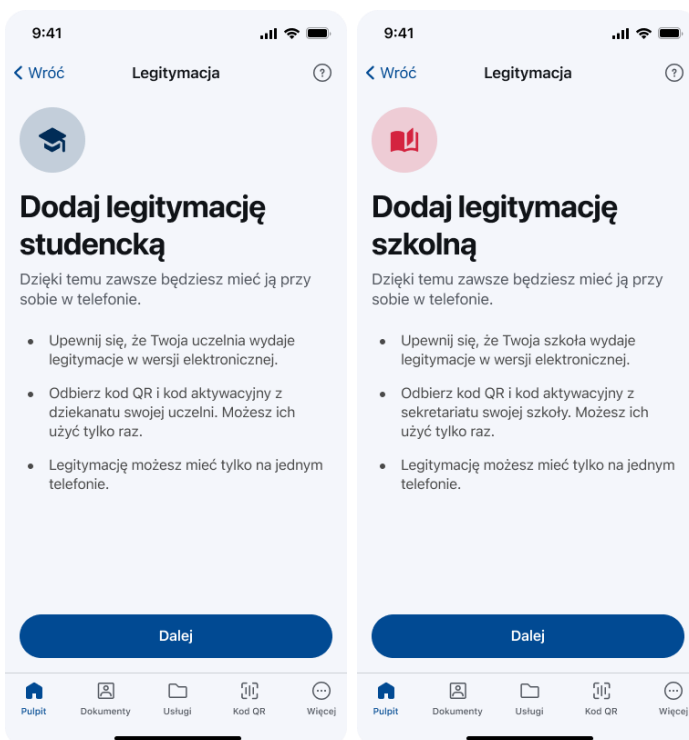 9:41
Wróć
Legitymacja
Dodaj legitymację
studencką
Dzięki temu zawsze będziesz mieć ją przy
sobie w telefonie.
Upewnij się, że Twoja uczelnia wydaje
legitymacje w wersji elektronicznej.
Odbierz kod QR i kod aktywacyjny z
dziekanatu swojej uczelni. Możesz ich
użyć tylko raz.
Legitymację możesz mieć tylko na jednym
telefonie.
Dalej
Pulpit
Dokumenty
Usługi
Kod QR
Więcej
9:41
Wróć
Legitymacja
Dodaj legitymację
szkolną
Dzięki temu zawsze będziesz mieć ją przy
sobie w telefonie.
Upewnij się, że Twoja szkoła wydaje
legitymacje w wersji elektronicznej.
Odbierz kod QR i kod aktywacyjny z
sekretariatu swojej szkoły. Możesz ich
użyć tylko raz.
Legitymację możesz mieć tylko na jednym
telefonie.
Dalej
Pulpit
Dokumenty
Usługi
Kod QR
Więcej